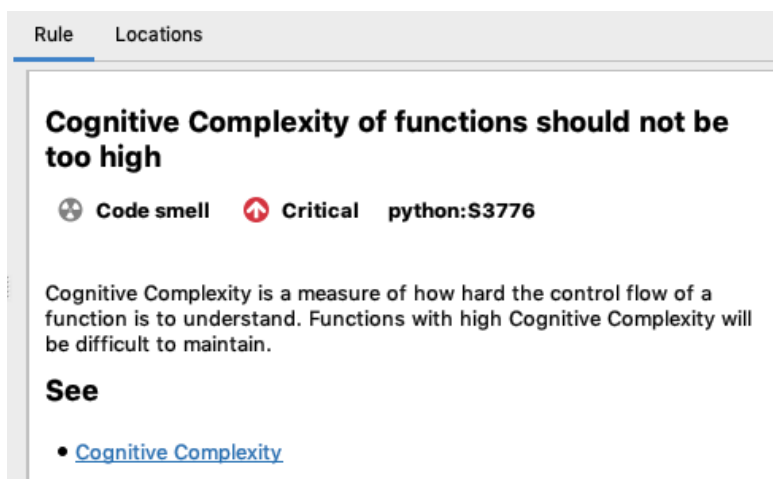 Rule Locations
Cognitive Complexity of functions should not be
too high
Code smell Critical python:S3776
Cognitive Complexity is a measure of how hard the control flow of a
function is to understand. Functions with high Cognitive Complexity will
be difficult to maintain.
See
• Cognitive Complexity